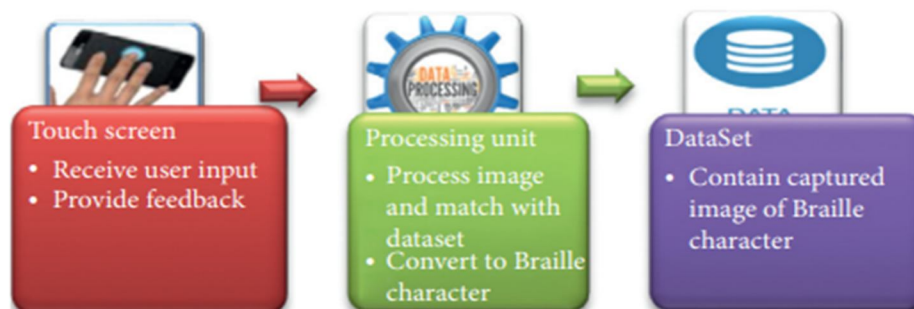 DATA
PROCESSING
DATA
Touch screen
• Receive user input
• Provide feedback
Processing unit
• Process image
and match with
dataset
• Convert to Braille
character
DataSet
• Contain captured
image of Braille
character